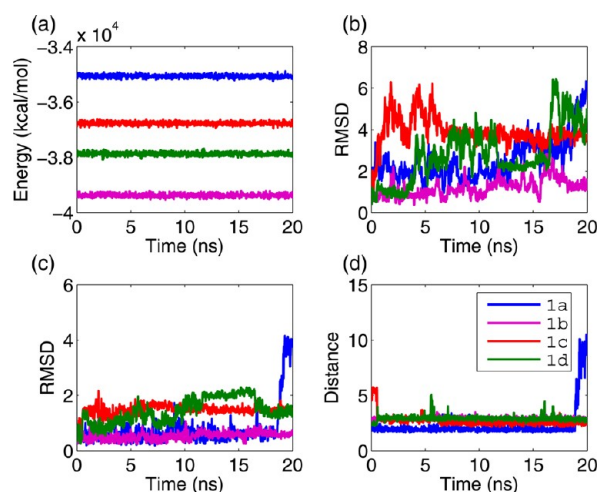 (a)
x 10⁴
−3.4
−3.6
−3.8
−4
Energy (kcal/mol)
0 5 10 15 20
Time (ns)
(b)
8
6
4
2
0
RMSD
0 5 10 15 20
Time (ns)
(c)
6
4
2
0
RMSD
0 5 10 15 20
Time (ns)
(d)
15
10
5
0
Distance
1a
1b
1c
1d
0 5 10 15 20
Time (ns)